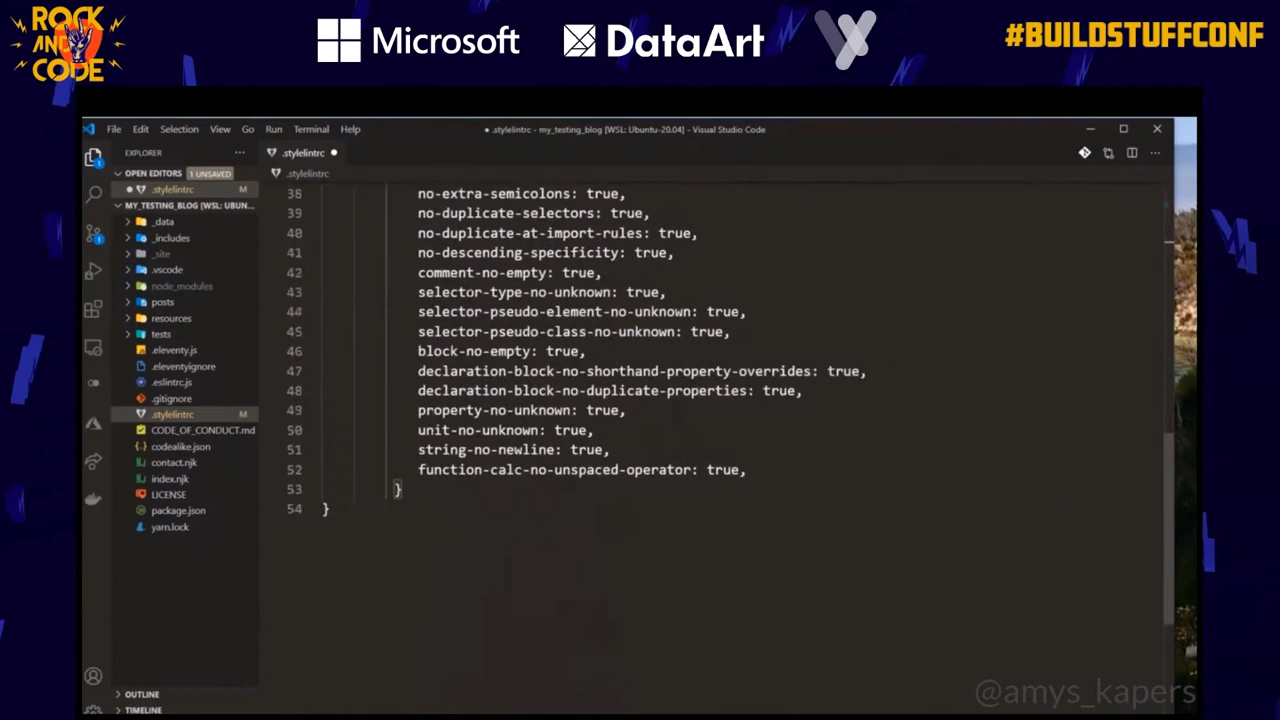 ROCK
AND
CODE
Microsoft
DataArt
#BUILDSTUFFCONF
File Edit Selection View Go Run Terminal Help
● .stylelintrc - my_testing_blog [WSL: Ubuntu-20.04] - Visual Studio Code
EXPLORER
OPEN EDITORS 1 UNSAVED
.stylelintrc M
MY_TESTING_BLOG [WSL: UBUN...
_data
_includes
_site
.vscode
node_modules
posts
resources
tests
.eleventy.js
.eleventyignore
.eslintrc.js
.gitignore
.stylelintrc M
CODE_OF_CONDUCT.md
codealike.json
contact.njk
index.njk
LICENSE
package.json
yarn.lock
OUTLINE
TIMELINE
.stylelintrc ●
.stylelintrc
38 no-extra-semicolons: true,
39 no-duplicate-selectors: true,
40 no-duplicate-at-import-rules: true,
41 no-descending-specificity: true,
42 comment-no-empty: true,
43 selector-type-no-unknown: true,
44 selector-pseudo-element-no-unknown: true,
45 selector-pseudo-class-no-unknown: true,
46 block-no-empty: true,
47 declaration-block-no-shorthand-property-overrides: true,
48 declaration-block-no-duplicate-properties: true,
49 property-no-unknown: true,
50 unit-no-unknown: true,
51 string-no-newline: true,
52 function-calc-no-unspaced-operator: true,
53 }
54 }
@amys_kapers